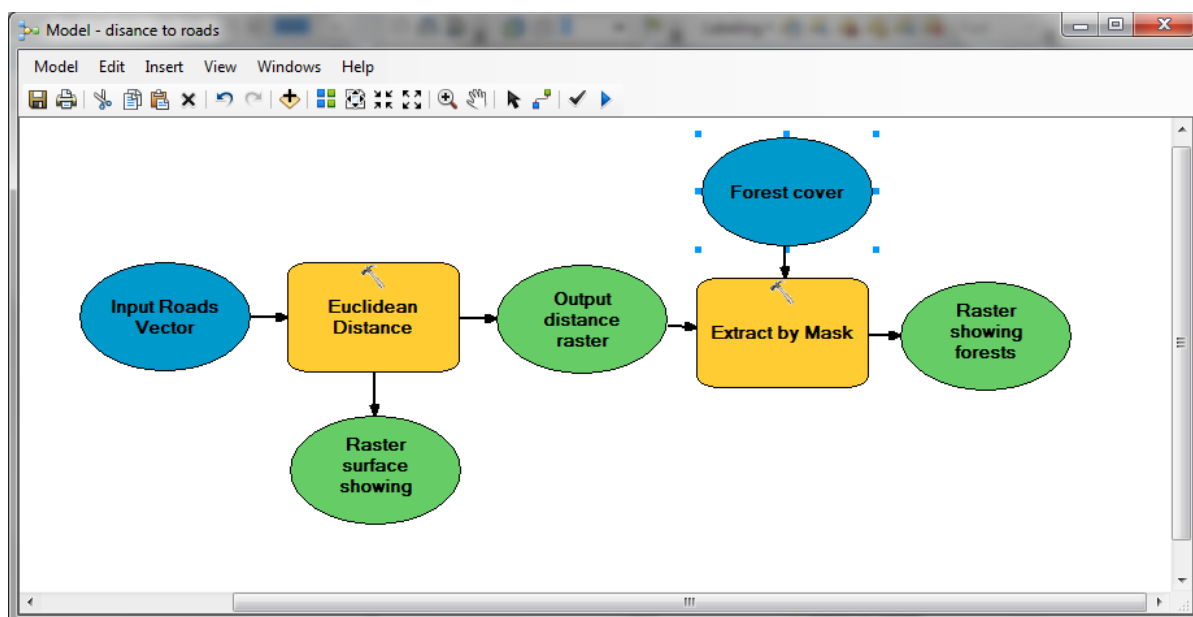 Model - disance to roads
Model Edit Insert View Windows Help
Forest cover
Input Roads
Vector
Euclidean
Distance
Output
distance
raster
Extract by Mask
Raster
showing
forests
Raster
surface
showing